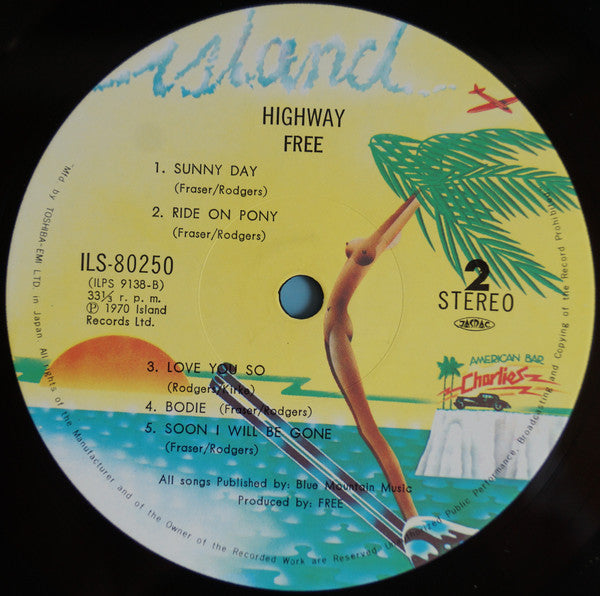 island
HIGHWAY
FREE
1. SUNNY DAY
(Fraser/Rodgers)
2. RIDE ON PONY
(Fraser/Rodgers)
ILS-80250
(ILPS 9138-B)
33⅓ r. p. m.
Ⓟ 1970 Island
Records Ltd.
2
STEREO
JASRAC
3. LOVE YOU SO
(Rodgers/Kirke)
4. BODIE (Fraser/Rodgers)
5. SOON I WILL BE GONE
(Fraser/Rodgers)
AMERICAN BAR
Charlies
All songs Published by: Blue Mountain Music
Produced by: FREE
"Mfd by TOSHIBA-EMI LTD. in Japan. All Rights of the Manufacturer and of the Owner of the Recorded Work are Reserved. Unauthorized Public Performance, Broadcasting and Copying of the Record Prohibited